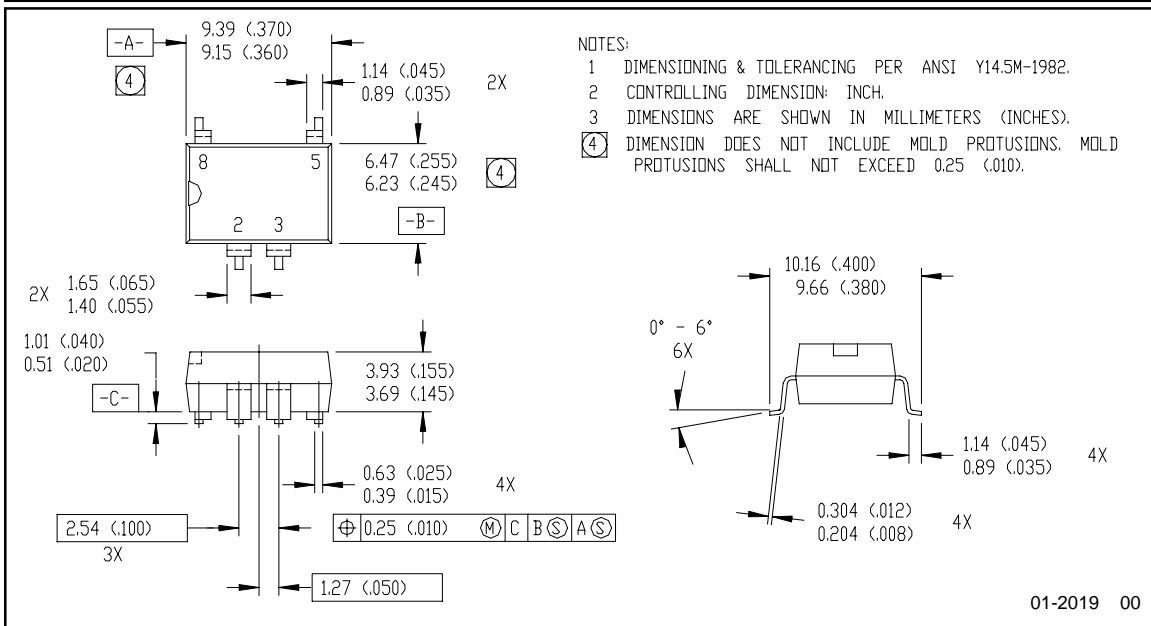 9.39 (.370)
9.15 (.360)
-A-
4
1.14 (.045)
0.89 (.035)
2X
8
5
6.47 (.255)
6.23 (.245)
4
2
3
-B-
2X
1.65 (.065)
1.40 (.055)
NOTES:
1 DIMENSIONING & TOLERANCING PER ANSI Y14.5M-1982.
2 CONTROLLING DIMENSION: INCH.
3 DIMENSIONS ARE SHOWN IN MILLIMETERS (INCHES).
4 DIMENSION DOES NOT INCLUDE MOLD PROTUSIONS. MOLD
PROTUSIONS SHALL NOT EXCEED 0.25 (.010).
1.01 (.040)
0.51 (.020)
-C-
3.93 (.155)
3.69 (.145)
0.63 (.025)
0.39 (.015)
4X
2.54 (.100)
3X
⌖ 0.25 (.010) Ⓜ C B Ⓢ A Ⓢ
1.27 (.050)
10.16 (.400)
9.66 (.380)
0° - 6°
6X
1.14 (.045)
0.89 (.035)
4X
0.304 (.012)
0.204 (.008)
4X
01-2019 00